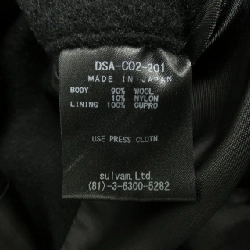 DSA-C02-201
MADE IN JAPAN
BODY 90% WOOL
10% NYLON
LINING 100% CUPRO
USE PRESS CLOTH
sulvam.Ltd.
(81)-3-6300-5282